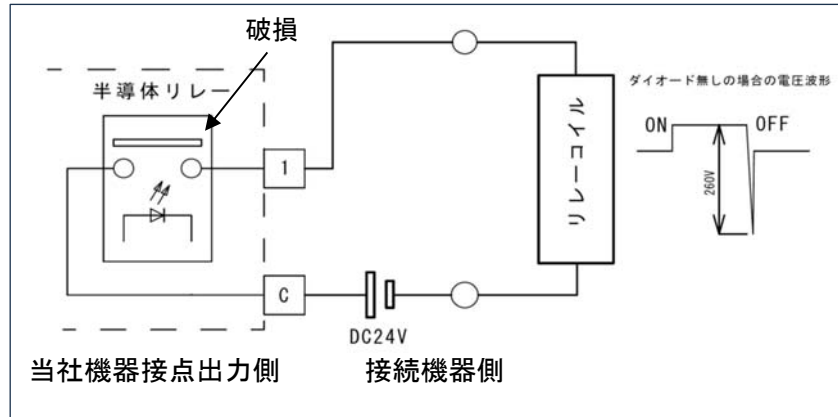 破損
半導体リレー
ダイオード無しの場合の電圧波形
ON
OFF
260V
1
リレーコイル
C
DC24V
当社機器接点出力側
接続機器側